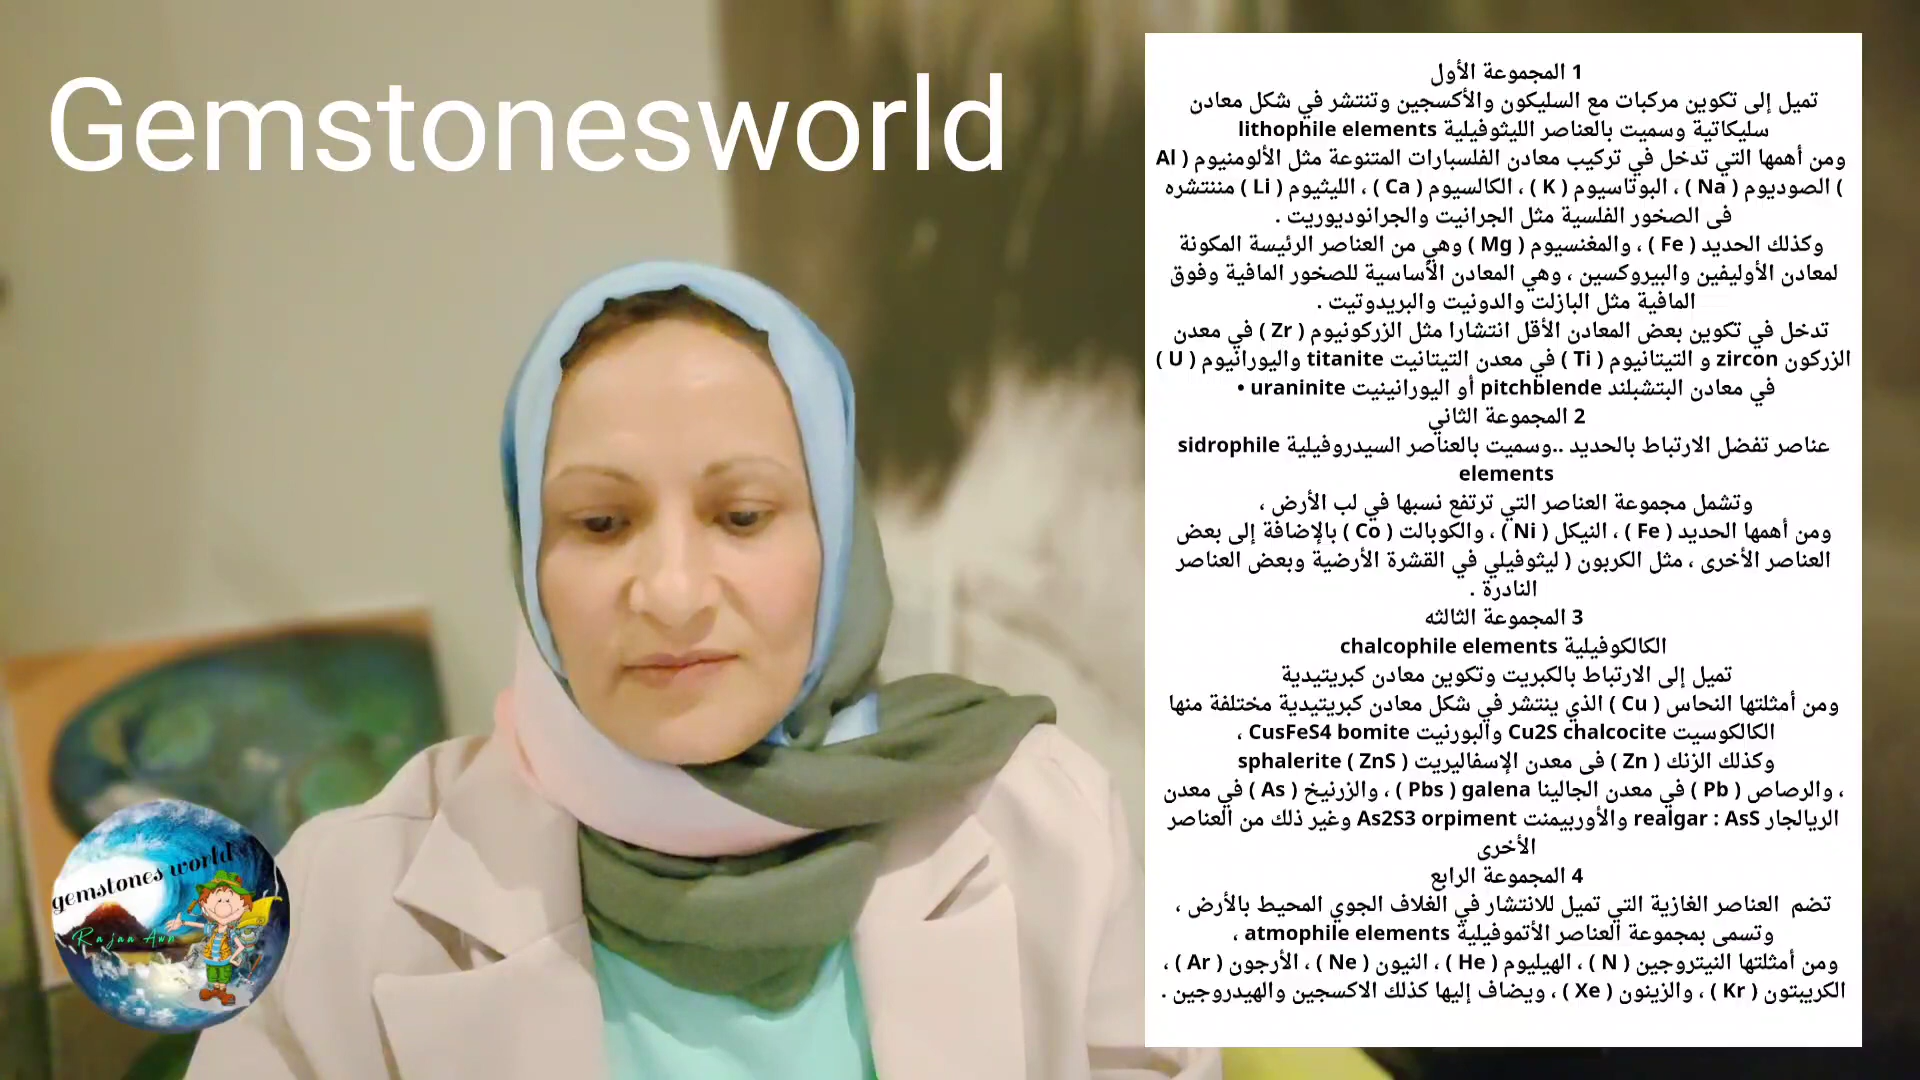 Gemstonesworld
1 المجموعة الأول
تميل إلى تكوين مركبات مع السليكون والأكسجين وتنتشر في شكل معادن
سليكاتية وسميت بالعناصر الليثوفيلية lithophile elements
ومن أهمها التي تدخل في تركيب معادن الفلسبارات المتنوعة مثل الألومنيوم ( Al
) الصوديوم ( Na ) ، البوتاسيوم ( K ) ، الكالسيوم ( Ca ) ، الليثيوم ( Li ) مننتشره
فى الصخور الفلسية مثل الجرانيت والجرانوديوريت .
وكذلك الحديد ( Fe ) ، والمغنسيوم ( Mg ) وهي من العناصر الرئيسة المكونة
لمعادن الأوليفين والبيروكسين ، وهي المعادن الأساسية للصخور المافية وفوق
المافية مثل البازلت والدونيت والبريدوتيت .
تدخل في تكوين بعض المعادن الأقل انتشارا مثل الزركونيوم ( Zr ) في معدن
الزركون zircon و التيتانيوم ( Ti ) في معدن التيتانيت titanite واليورانيوم ( U )
في معادن البتشبلند pitchblende أو اليورانينيت uraninite •
2 المجموعة الثاني
عناصر تفضل الارتباط بالحديد ..وسميت بالعناصر السيدروفيلية sidrophile
elements
وتشمل مجموعة العناصر التي ترتفع نسبها في لب الأرض ،
ومن أهمها الحديد ( Fe ) ، النيكل ( Ni ) ، والكوبالت ( Co ) بالإضافة إلى بعض
العناصر الأخرى ، مثل الكربون ( ليثوفيلي في القشرة الأرضية وبعض العناصر
النادرة .
3 المجموعة الثالثه
الكالكوفيلية chalcophile elements
تميل إلى الارتباط بالكبريت وتكوين معادن كبريتيدية
ومن أمثلتها النحاس ( Cu ) الذي ينتشر في شكل معادن كبريتيدية مختلفة منها
الكالكوسيت Cu2S chalcocite والبورنيت CusFeS4 bomite ،
وكذلك الزنك ( Zn ) فى معدن الإسفاليريت sphalerite ( ZnS )
، والرصاص ( Pb ) في معدن الجالينا Pbs ) galena ) ، والزرنيخ ( As ) في معدن
الريالجار realgar : AsS والأوربيمنت As2S3 orpiment وغير ذلك من العناصر
الأخرى
4 المجموعة الرابع
تضم العناصر الغازية التي تميل للانتشار في الغلاف الجوي المحيط بالأرض ،
وتسمى بمجموعة العناصر الأتموفيلية atmophile elements ،
ومن أمثلتها النيتروجين ( N ) ، الهيليوم ( He ) ، النيون ( Ne ) ، الأرجون ( Ar ) ،
الكريبتون ( Kr ) ، والزينون ( Xe ) ، ويضاف إليها كذلك الاكسجين والهيدروجين .
gemstones world
Rajaa Awn